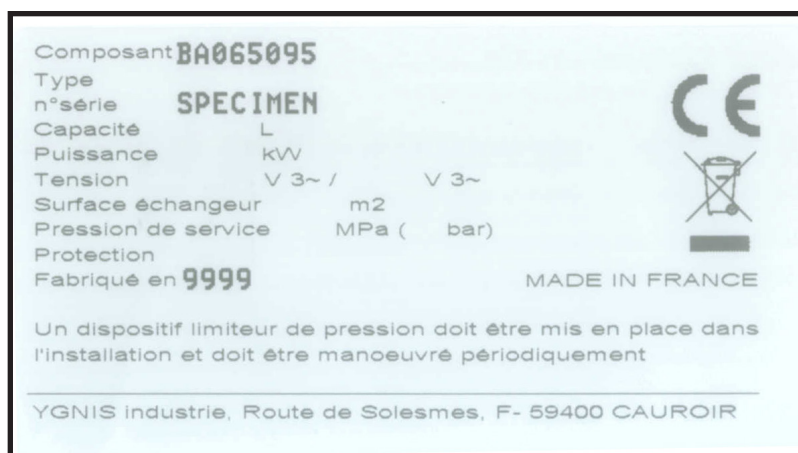 Composant BA065095
Type
n°série SPECIMEN
Capacité L
Puissance kW
Tension V 3~ / V 3~
Surface échangeur m2
Pression de service MPa ( bar)
Protection
Fabriqué en 9999
CE
MADE IN FRANCE
Un dispositif limiteur de pression doit être mis en place dans
l'installation et doit être manoeuvré périodiquement
YGNIS industrie, Route de Solesmes, F- 59400 CAUROIR